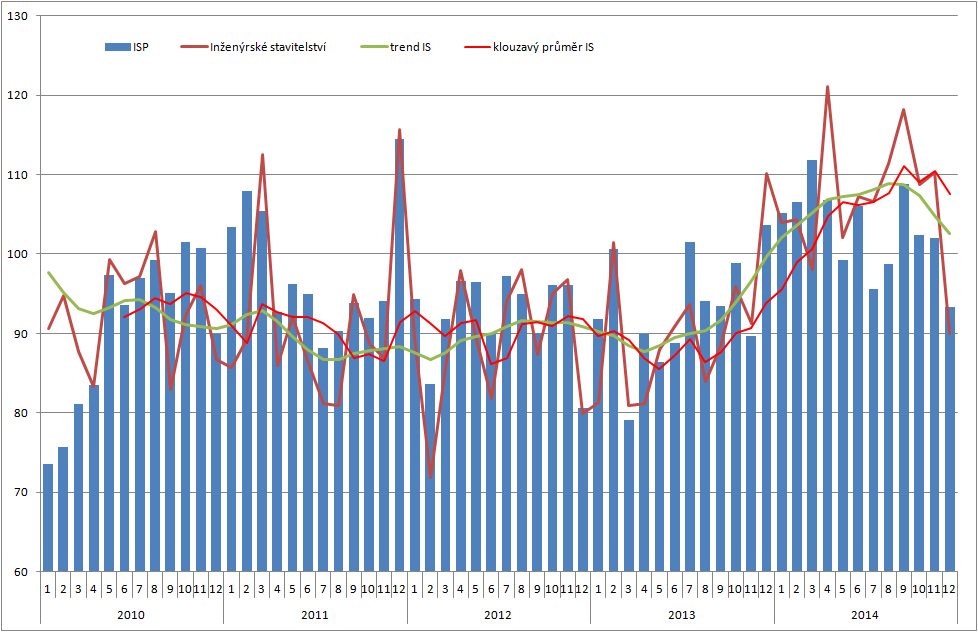 130
ISP Inženýrské stavitelství trend IS klouzavý průměr IS
120
110
100
90
80
70
60
1 2 3 4 5 6 7 8 9 10 11 12 1 2 3 4 5 6 7 8 9 10 11 12 1 2 3 4 5 6 7 8 9 10 11 12 1 2 3 4 5 6 7 8 9 10 11 12 1 2 3 4 5 6 7 8 9 10 11 12
2010 2011 2012 2013 2014